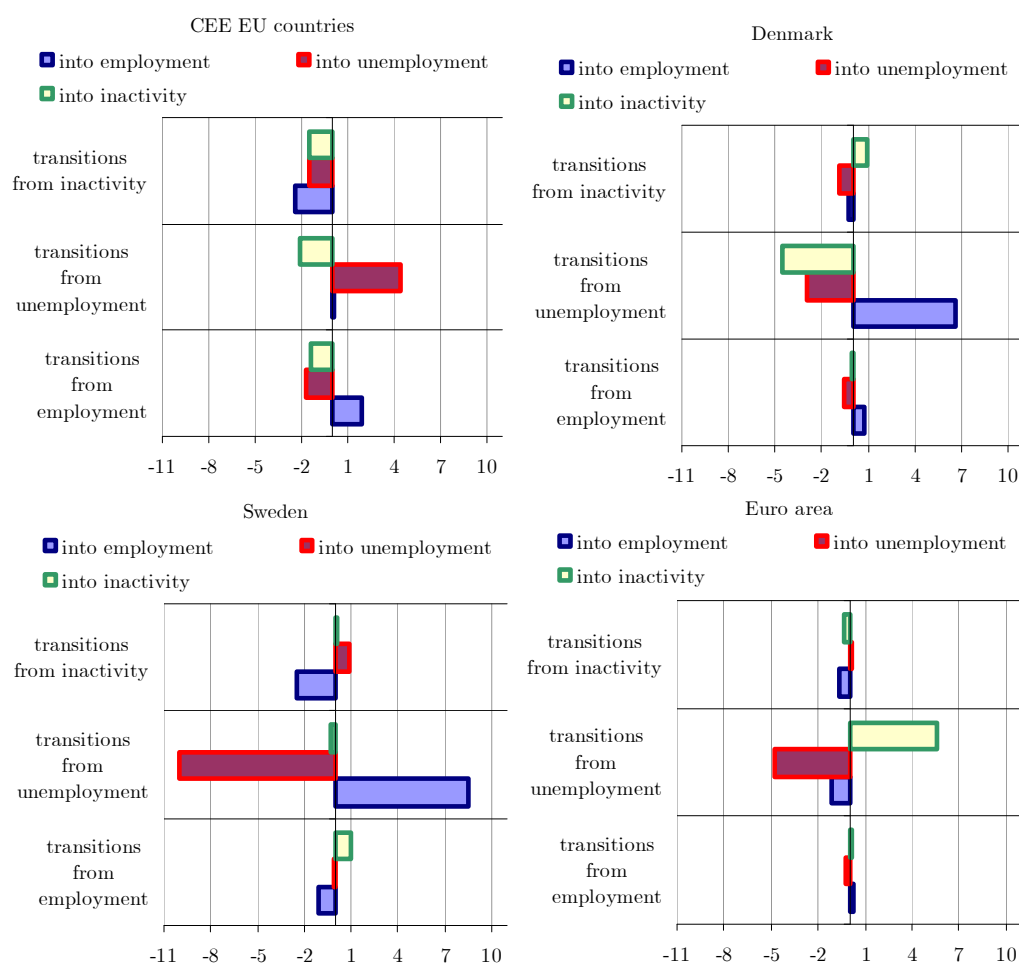 CEE EU countries
into employment
into unemployment
into inactivity
transitions
from inactivity
transitions
from
unemployment
transitions
from
employment
-11 -8 -5 -2 1 4 7 10
Denmark
into employment
into unemployment
into inactivity
transitions
from inactivity
transitions
from
unemployment
transitions
from
employment
-11 -8 -5 -2 1 4 7 10
Sweden
into employment
into unemployment
into inactivity
transitions
from inactivity
transitions
from
unemployment
transitions
from
employment
-11 -8 -5 -2 1 4 7 10
Euro area
into employment
into unemployment
into inactivity
transitions
from inactivity
transitions
from
unemployment
transitions
from
employment
-11 -8 -5 -2 1 4 7 10